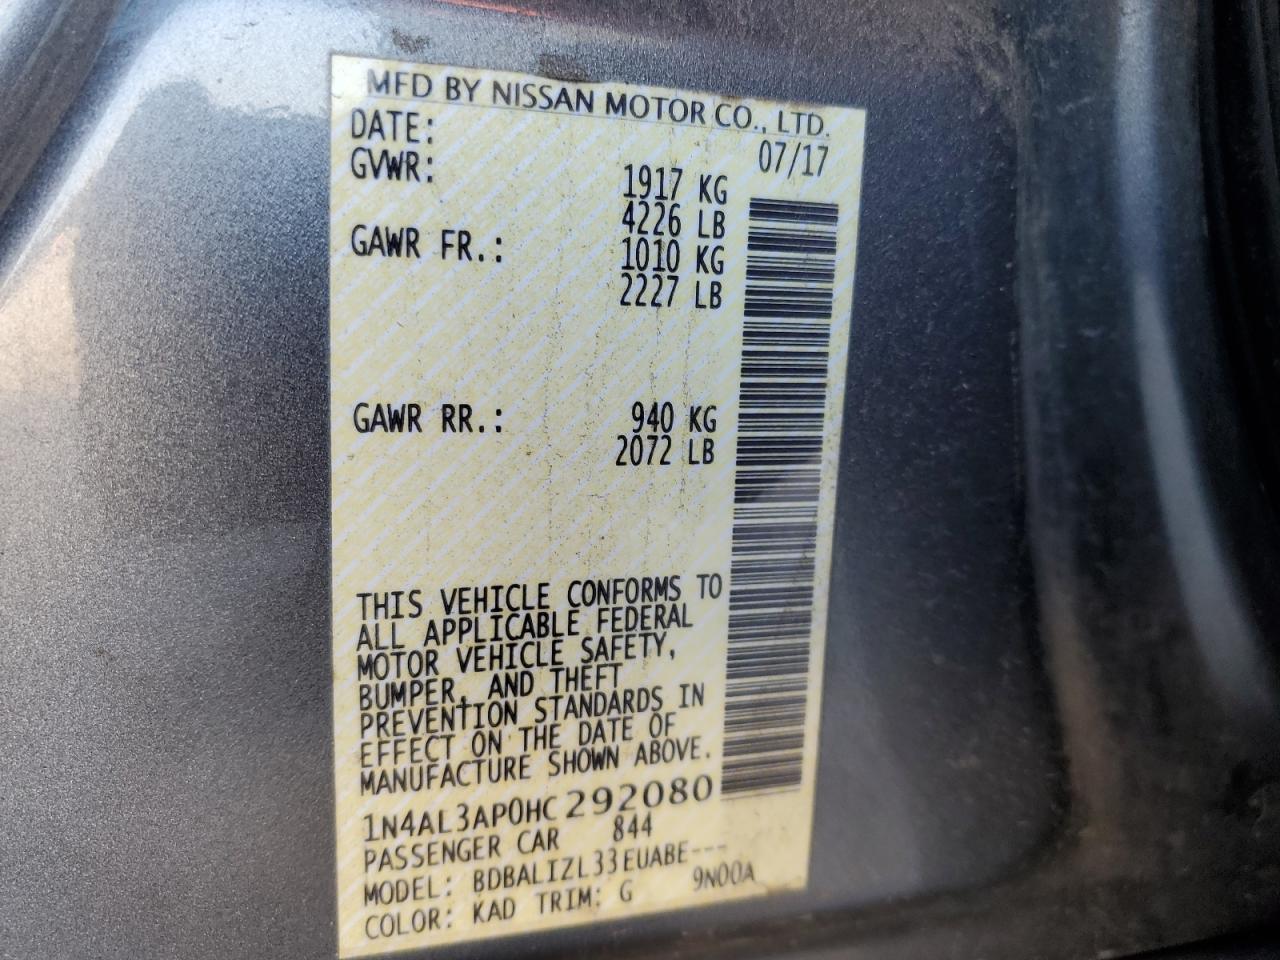 MFD BY NISSAN MOTOR CO., LTD.
DATE: 07/17
GVWR: 1917 KG
4226 LB
GAWR FR.: 1010 KG
2227 LB
GAWR RR.: 940 KG
2072 LB
THIS VEHICLE CONFORMS TO
ALL APPLICABLE FEDERAL
MOTOR VEHICLE SAFETY,
BUMPER, AND THEFT
PREVENTION STANDARDS IN
EFFECT ON THE DATE OF
MANUFACTURE SHOWN ABOVE.
1N4AL3AP0HC292080
PASSENGER CAR 844
MODEL: BDBALIZL33EUABE---
COLOR: KAD TRIM: G 9N00A